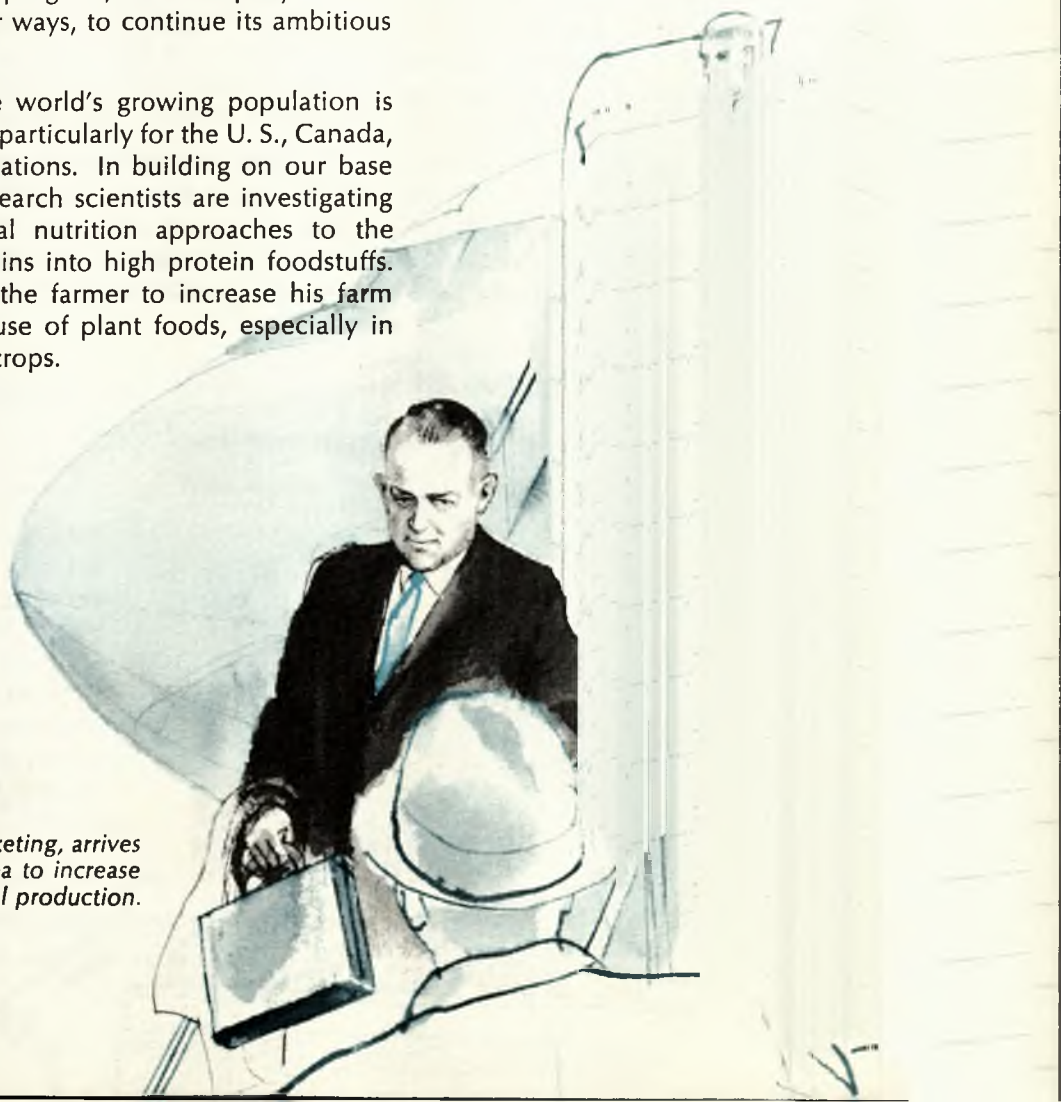 ways, to continue its ambitious
world's growing population is
particularly for the U. S., Canada,
ations. In building on our base
earch scientists are investigating
al nutrition approaches to the
ins into high protein foodstuffs.
the farmer to increase his farm
use of plant foods, especially in
crops.
eting, arrives
a to increase
l production.